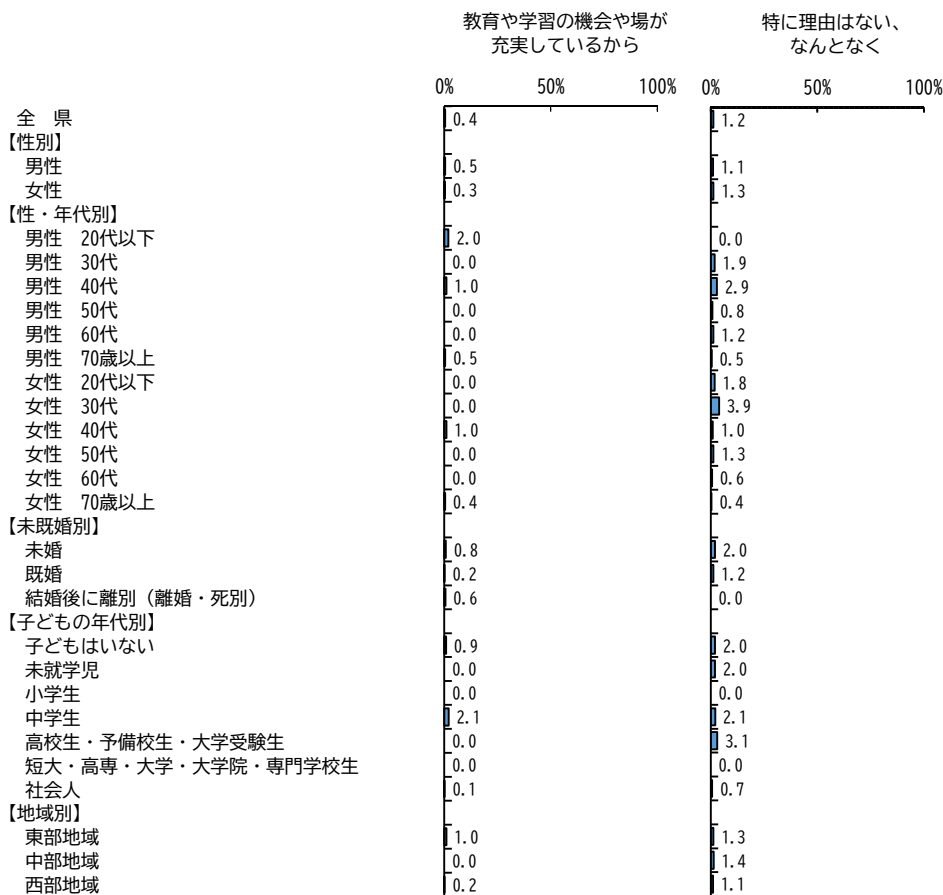 教育や学習の機会や場が
充実しているから
特に理由はない、
なんとなく
0% 50% 100% 0% 50% 100%
全 県 0.4 1.2
【性別】
男性 0.5 1.1
女性 0.3 1.3
【性・年代別】
男性 20代以下 2.0 0.0
男性 30代 0.0 1.9
男性 40代 1.0 2.9
男性 50代 0.0 0.8
男性 60代 0.0 1.2
男性 70歳以上 0.5 0.5
女性 20代以下 0.0 1.8
女性 30代 0.0 3.9
女性 40代 1.0 1.0
女性 50代 0.0 1.3
女性 60代 0.0 0.6
女性 70歳以上 0.4 0.4
【未既婚別】
未婚 0.8 2.0
既婚 0.2 1.2
結婚後に離別（離婚・死別） 0.6 0.0
【子どもの年代別】
子どもはいない 0.9 2.0
未就学児 0.0 2.0
小学生 0.0 0.0
中学生 2.1 2.1
高校生・予備校生・大学受験生 0.0 3.1
短大・高専・大学・大学院・専門学校生 0.0 0.0
社会人 0.1 0.7
【地域別】
東部地域 1.0 1.3
中部地域 0.0 1.4
西部地域 0.2 1.1